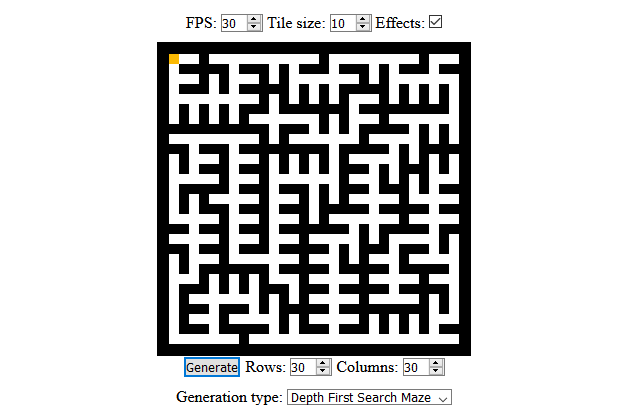 FPS: 30 Tile size: 10 Effects:
Generate Rows: 30 Columns: 30
Generation type: Depth First Search Maze